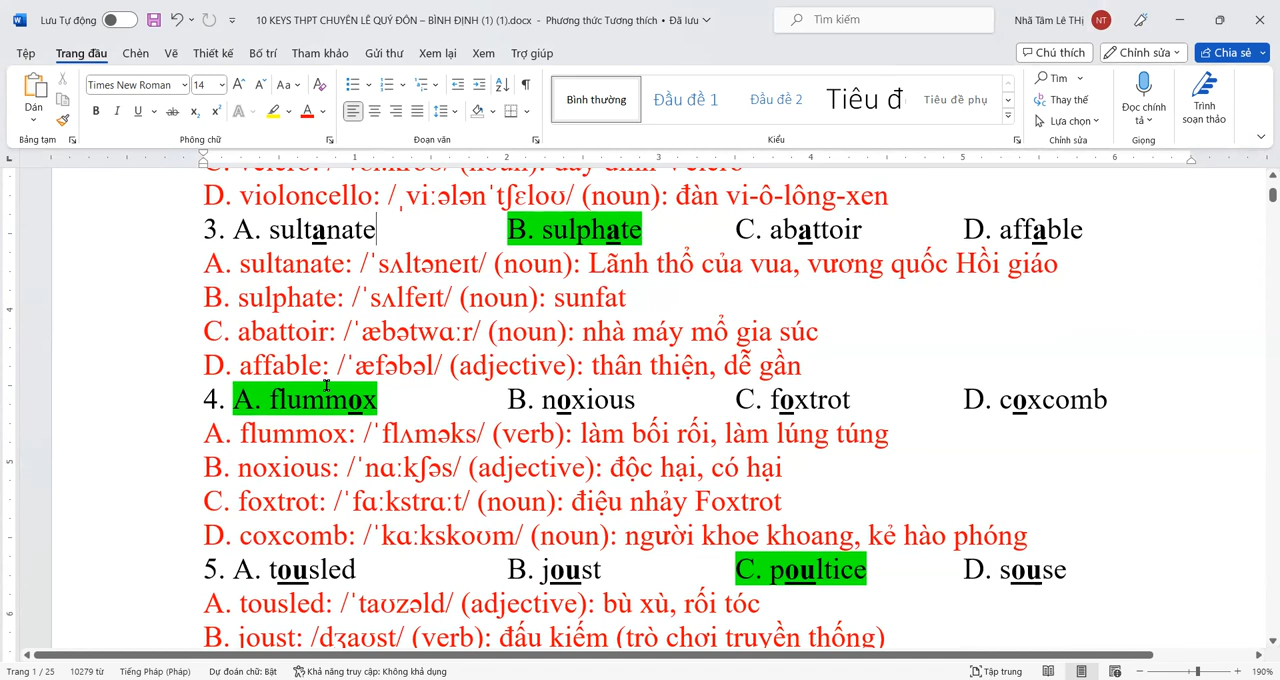 Lưu Tự động
10 KEYS THPT CHUYÊN LÊ QUÝ ĐÔN – BÌNH ĐỊNH (1) (1).docx - Phương thức Tương thích • Đã lưu
Tìm kiếm
Nhã Tâm Lê THị
NT
Tệp Trang đầu Chèn Vẽ Thiết kế Bố trí Tham khảo Gửi thư Xem lại Xem Trợ giúp
Chú thích Chỉnh sửa Chia sẻ
Dán
Times New Roman 14
Bình thường Đầu đề 1 Đầu đề 2 Tiêu đ Tiêu đề phụ
Tìm
Thay thế
Lựa chọn
Đọc chính tả
Trình soạn thảo
Bảng tạm Phông chữ Đoạn văn Kiểu Chỉnh sửa Giọng
1 2 3 4 5 6
D. violoncello: /ˌviːələnˈtʃɛloʊ/ (noun): đàn vi-ô-lông-xen
3. A. sultanate B. sulphate C. abattoir D. affable
A. sultanate: /ˈsʌltəneɪt/ (noun): Lãnh thổ của vua, vương quốc Hồi giáo
B. sulphate: /ˈsʌlfeɪt/ (noun): sunfat
C. abattoir: /ˈæbətwɑːr/ (noun): nhà máy mổ gia súc
D. affable: /ˈæfəbəl/ (adjective): thân thiện, dễ gần
4. A. flummox B. noxious C. foxtrot D. coxcomb
A. flummox: /ˈflʌməks/ (verb): làm bối rối, làm lúng túng
B. noxious: /ˈnɑːkʃəs/ (adjective): độc hại, có hại
C. foxtrot: /ˈfɑːkstrɑːt/ (noun): điệu nhảy Foxtrot
D. coxcomb: /ˈkɑːkskoʊm/ (noun): người khoe khoang, kẻ hào phóng
5. A. tousled B. joust C. poultice D. souse
A. tousled: /ˈtaʊzəld/ (adjective): bù xù, rối tóc
B. joust: /dʒaʊst/ (verb): đấu kiếm (trò chơi truyền thống)
Trang 1 / 25 10279 từ Tiếng Pháp (Pháp) Dự đoán chữ: Bật Khả năng truy cập: Không khả dụng Tập trung 190%